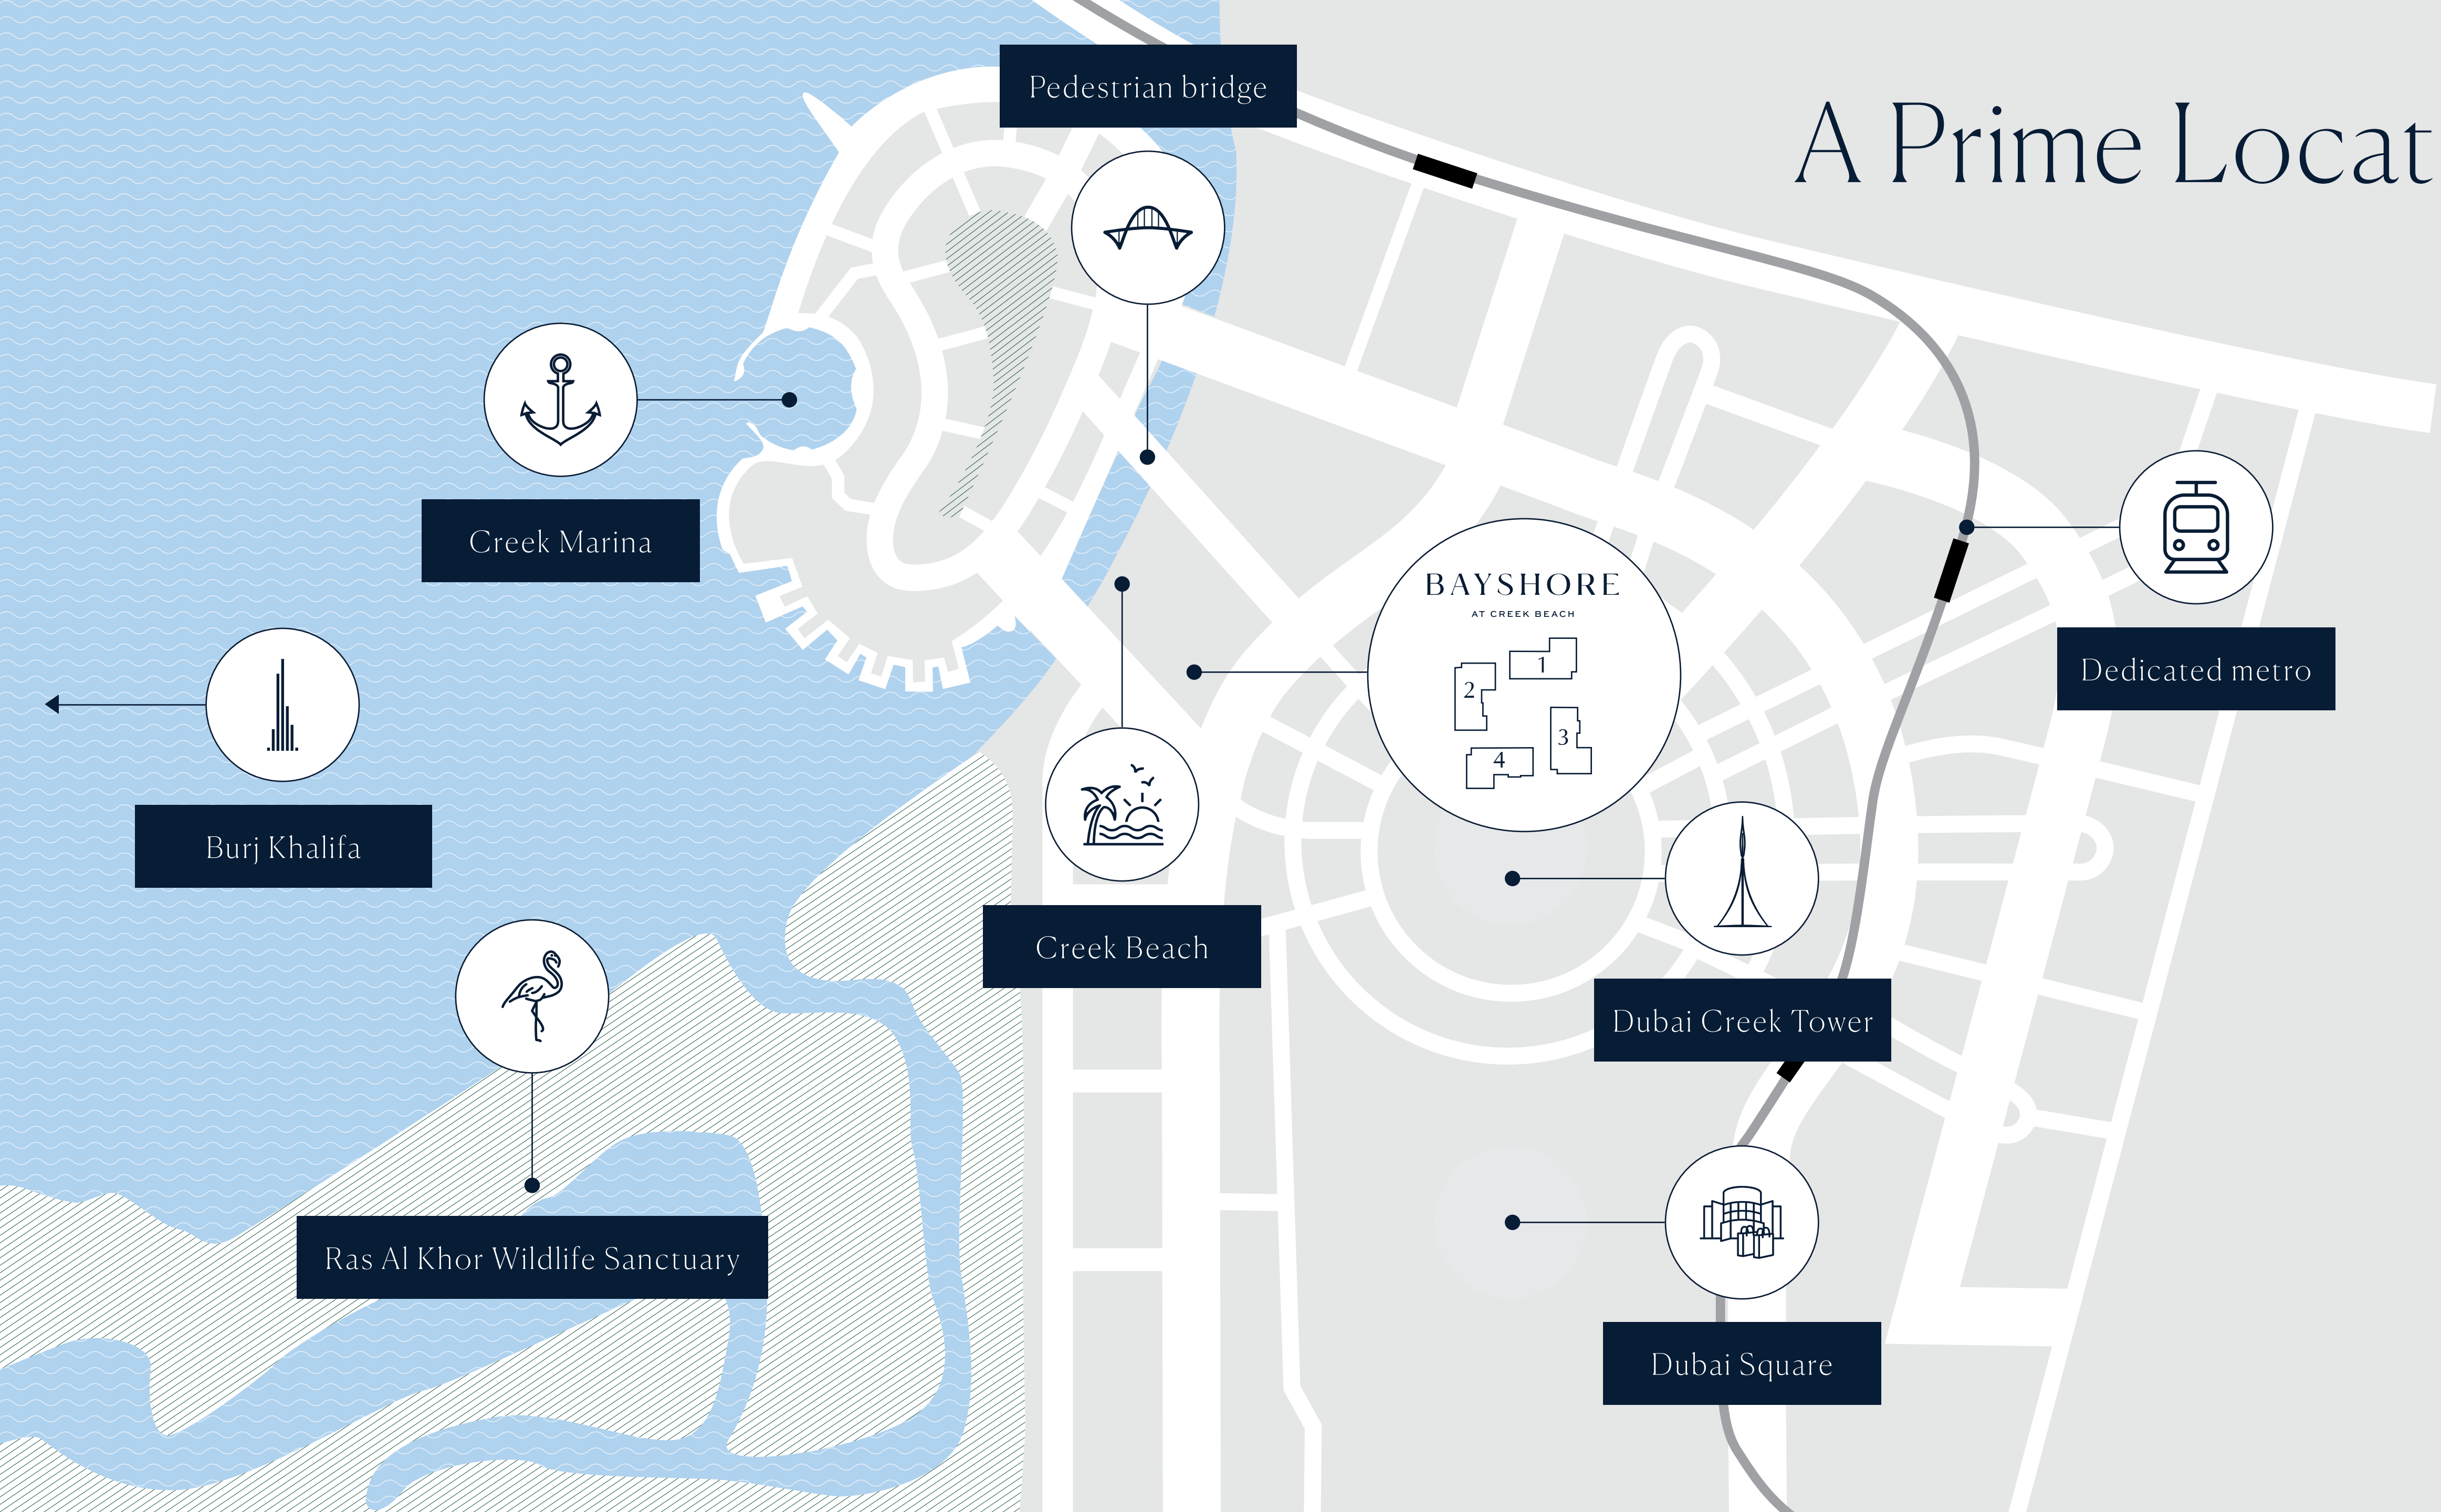 A Prime Locat
Pedestrian bridge
Creek Marina
BAYSHORE
AT CREEK BEACH
1
2
3
4
Dedicated metro
Burj Khalifa
Creek Beach
Dubai Creek Tower
Ras Al Khor Wildlife Sanctuary
Dubai Square